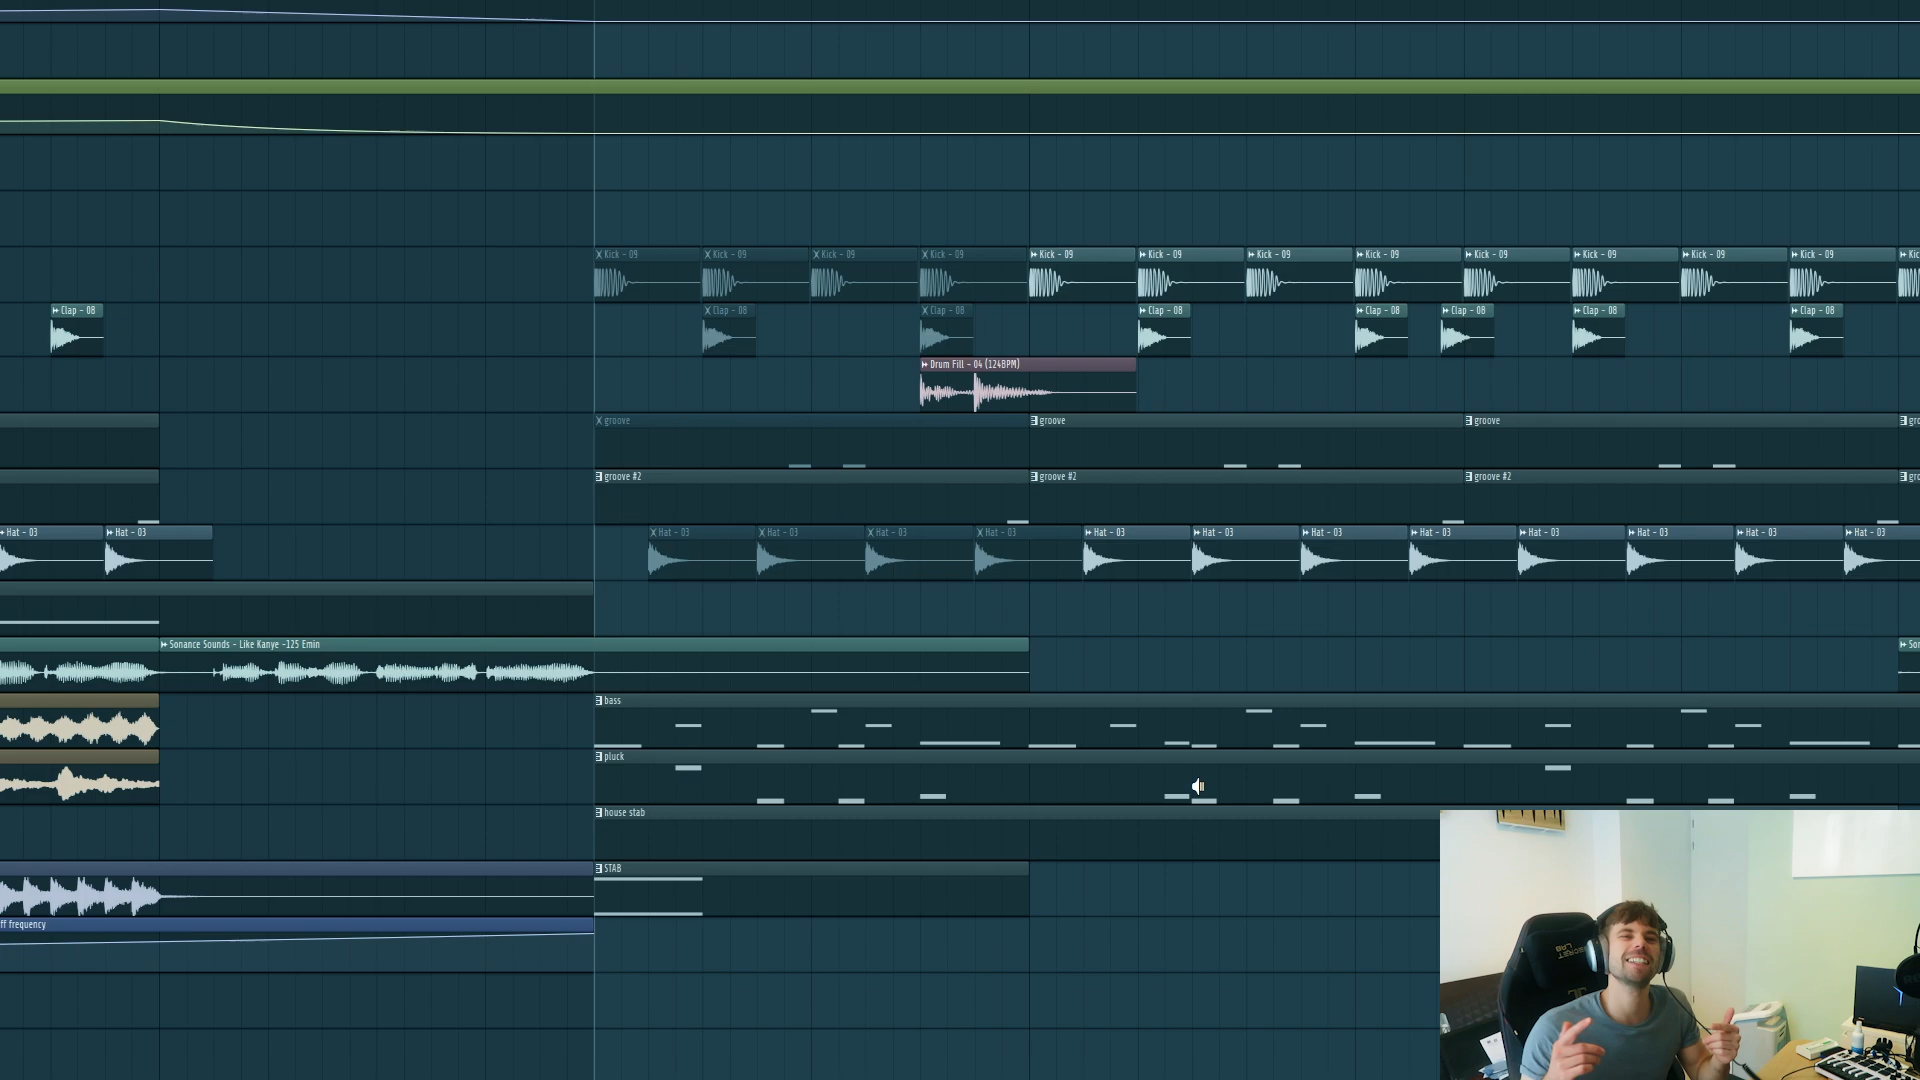 Kick - 09 Kick - 09 Kick - 09 Kick - 09 Kick - 09 Kick - 09 Kick - 09 Kick - 09 Kick - 09 Kick - 09 Kick - 09 Kick - 09 Kic
Clap - 08 Clap - 08 Clap - 08 Clap - 08 Clap - 08 Clap - 08 Clap - 08 Clap - 08
Drum Fill - 04 (124BPM)
groove groove groove gro
groove #2 groove #2 groove #2 gro
Hat - 03 Hat - 03 Hat - 03 Hat - 03 Hat - 03 Hat - 03 Hat - 03 Hat - 03 Hat - 03 Hat - 03 Hat - 03 Hat - 03 Hat - 03 Hat - 03
Sonance Sounds - Like Kanye -125 Emin Son
bass
pluck
house stab
STAB
ff frequency
SECRET
LAB